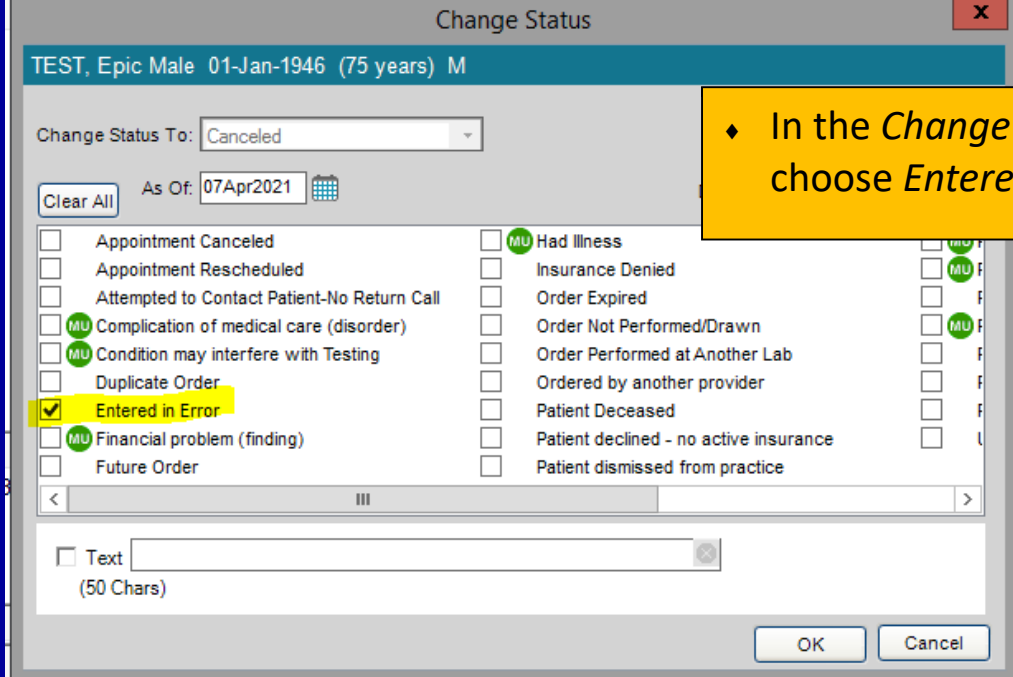 Change Status
x
TEST, Epic Male 01-Jan-1946 (75 years) M
♦ In the Change
choose
Change Status To: Canceled
Clear All
As Of: 07Apr2021
Appointment Canceled
Appointment Rescheduled
Attempted to Contact Patient-No Return Call
MU Complication of medical care (disorder)
MU Condition may interfere with Testing
Duplicate Order
Entered in Error
MU Financial problem (finding)
Future Order
MU Had Illness
Insurance Denied
Order Expired
Order Not Performed/Drawn
Order Performed at Another Lab
Ordered by another provider
Patient Deceased
Patient declined - no active insurance
Patient dismissed from practice
MU
MU
MU
Text
(50 Chars)
OK
Cancel